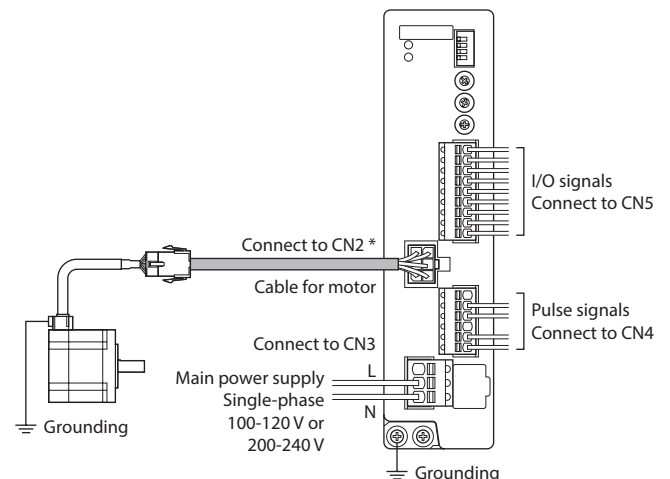 I/O signals
Connect to CN5
Connect to CN2 *
Cable for motor
Pulse signals
Connect to CN4
Connect to CN3
L
Main power supply
Single-phase
N
100-120 V or
200-240 V
Grounding
Grounding